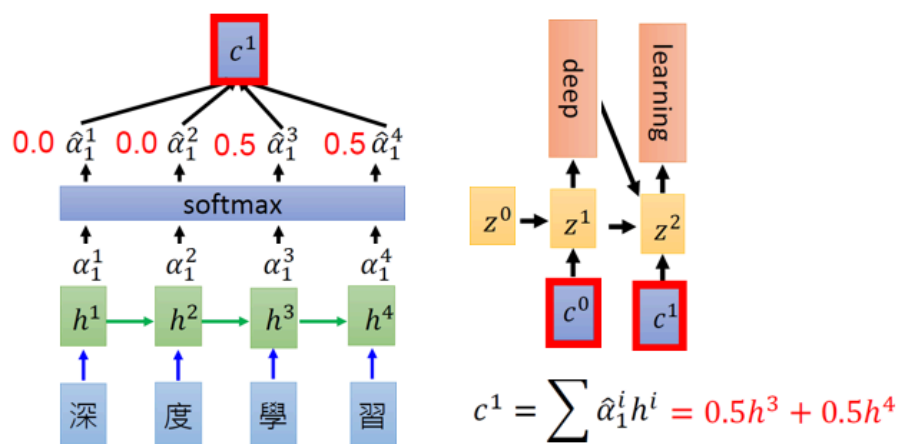 c¹
0.0 α̂₁¹ 0.0 α̂₁² 0.5 α̂₁³ 0.5 α̂₁⁴
softmax
α₁¹ α₁² α₁³ α₁⁴
h¹ h² h³ h⁴
深 度 學 習
deep learning
z⁰ z¹ z²
c⁰ c¹
c¹ = ∑ α̂₁ⁱhⁱ = 0.5h³ + 0.5h⁴